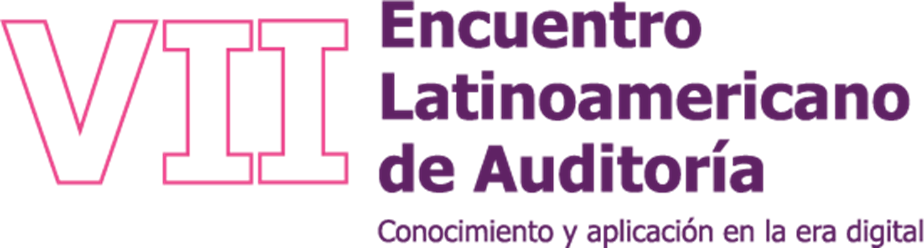 VII
Encuentro
Latinoamericano
de Auditoría
Conocimiento y aplicación en la era digital